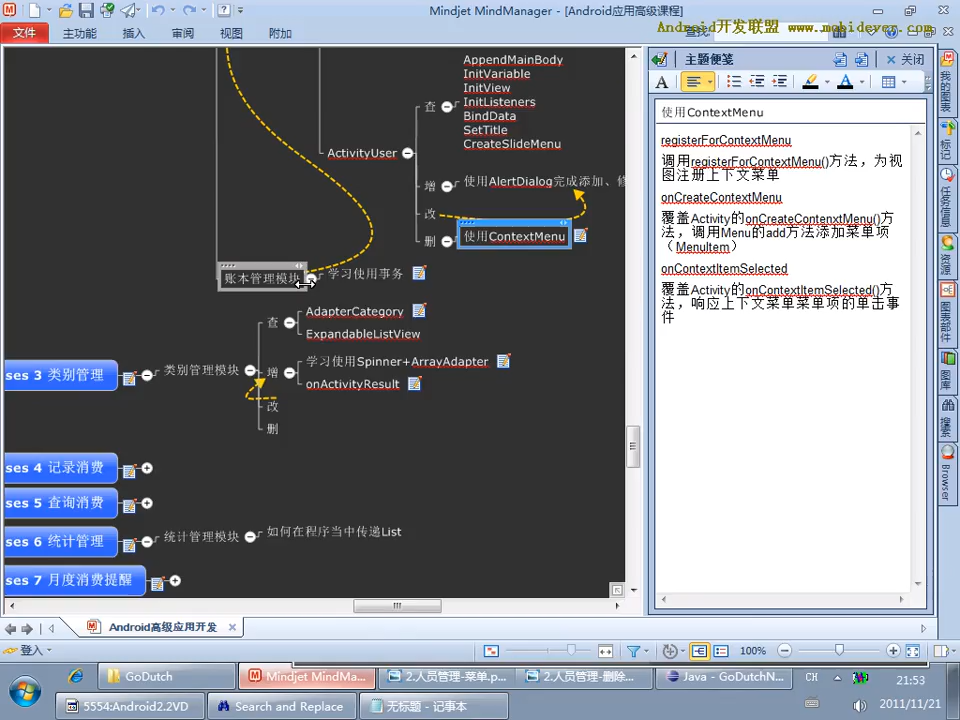 Mindjet MindManager - [Android应用高级课程]
Android开发联盟 www.mobidever.com
文件
主功能
插入
审阅
视图
附加
AppendMainBody
InitVariable
InitView
InitListeners
BindData
SetTitle
CreateSlideMenu
查
ActivityUser
增
使用AlertDialog完成添加、修
改
删
使用ContextMenu
账本管理模块
学习使用事务
查
AdapterCategory
ExpandableListView
ses 3 类别管理
类别管理模块
增
学习使用Spinner+ArrayAdapter
onActivityResult
改
删
ses 4 记录消费
ses 5 查询消费
ses 6 统计管理
统计管理模块
如何在程序当中传递List
ses 7 月度消费提醒
主题便笺
关闭
使用ContextMenu
registerForContextMenu
调用registerForContextMenu()方法，为视
图注册上下文菜单
onCreateContextMenu
覆盖Activity的onCreateContenxtMenu()方
法，调用Menu的add方法添加菜单项
（MenuItem）
onContextItemSelected
覆盖Activity的onContextItemSelected()方
法，响应上下文菜单菜单项的单击事
件
我的图表
标记
任务信息
资源
图表部件
图库
搜索
Browser
Android高级应用开发
登入
100%
GoDutch
Mindjet MindMa...
2.人员管理-菜单.p...
2.人员管理-删除...
Java - GoDutchN...
CH
21:53
5554:Android2.2VD
Search and Replace
无标题 - 记事本
2011/11/21